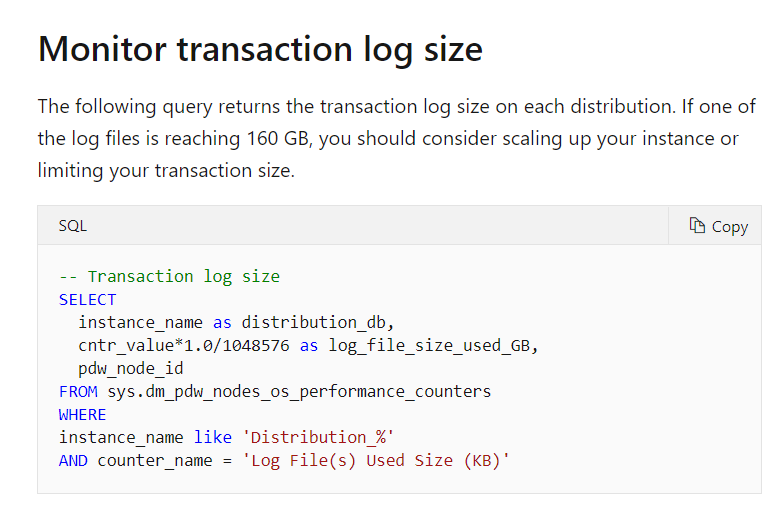 Monitor transaction log size
The following query returns the transaction log size on each distribution. If one of
the log files is reaching 160 GB, you should consider scaling up your instance or
limiting your transaction size.
SQL
Copy
-- Transaction log size
SELECT
  instance_name as distribution_db,
  cntr_value*1.0/1048576 as log_file_size_used_GB,
  pdw_node_id
FROM sys.dm_pdw_nodes_os_performance_counters
WHERE
instance_name like 'Distribution_%'
AND counter_name = 'Log File(s) Used Size (KB)'